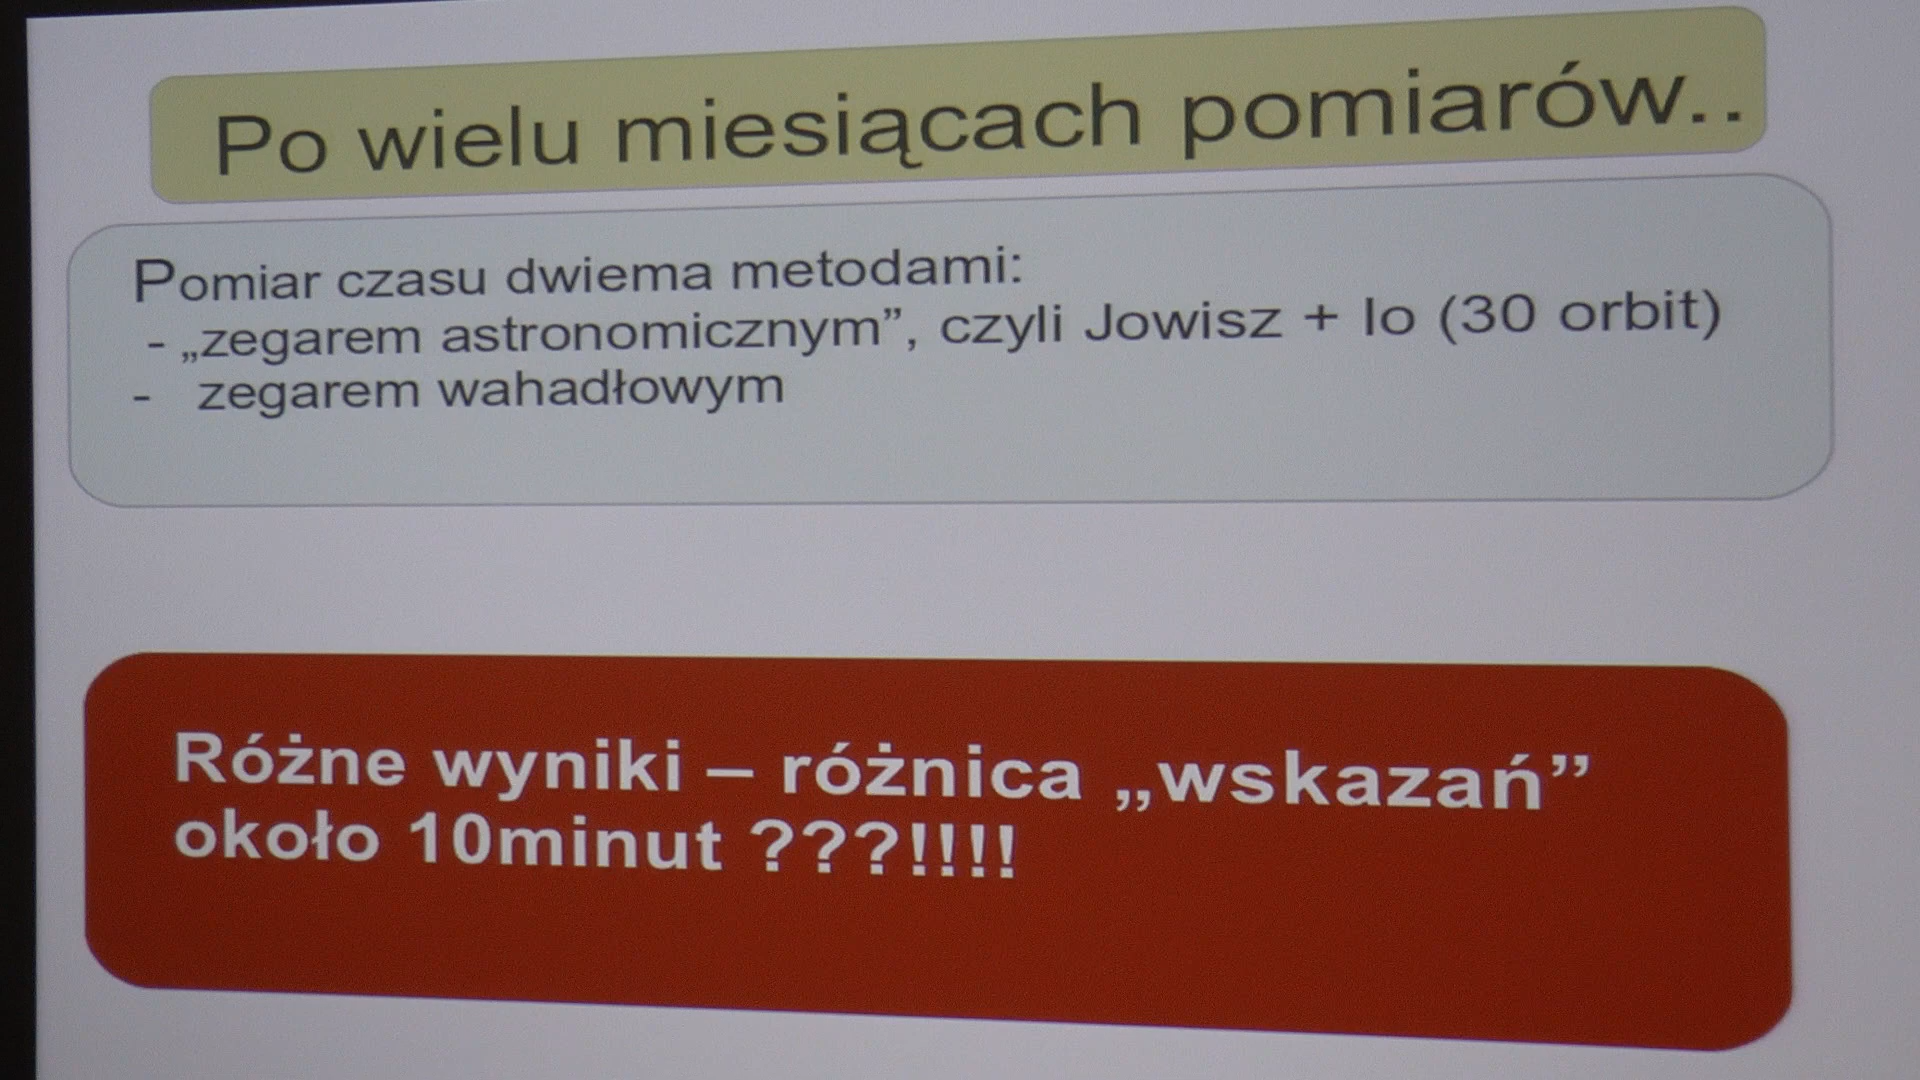 Po wielu miesiącach pomiarów..
Pomiar czasu dwiema metodami:
- „zegarem astronomicznym”, czyli Jowisz + Io (30 orbit)
- zegarem wahadłowym
Różne wyniki – różnica „wskazań”
około 10minut ???!!!!